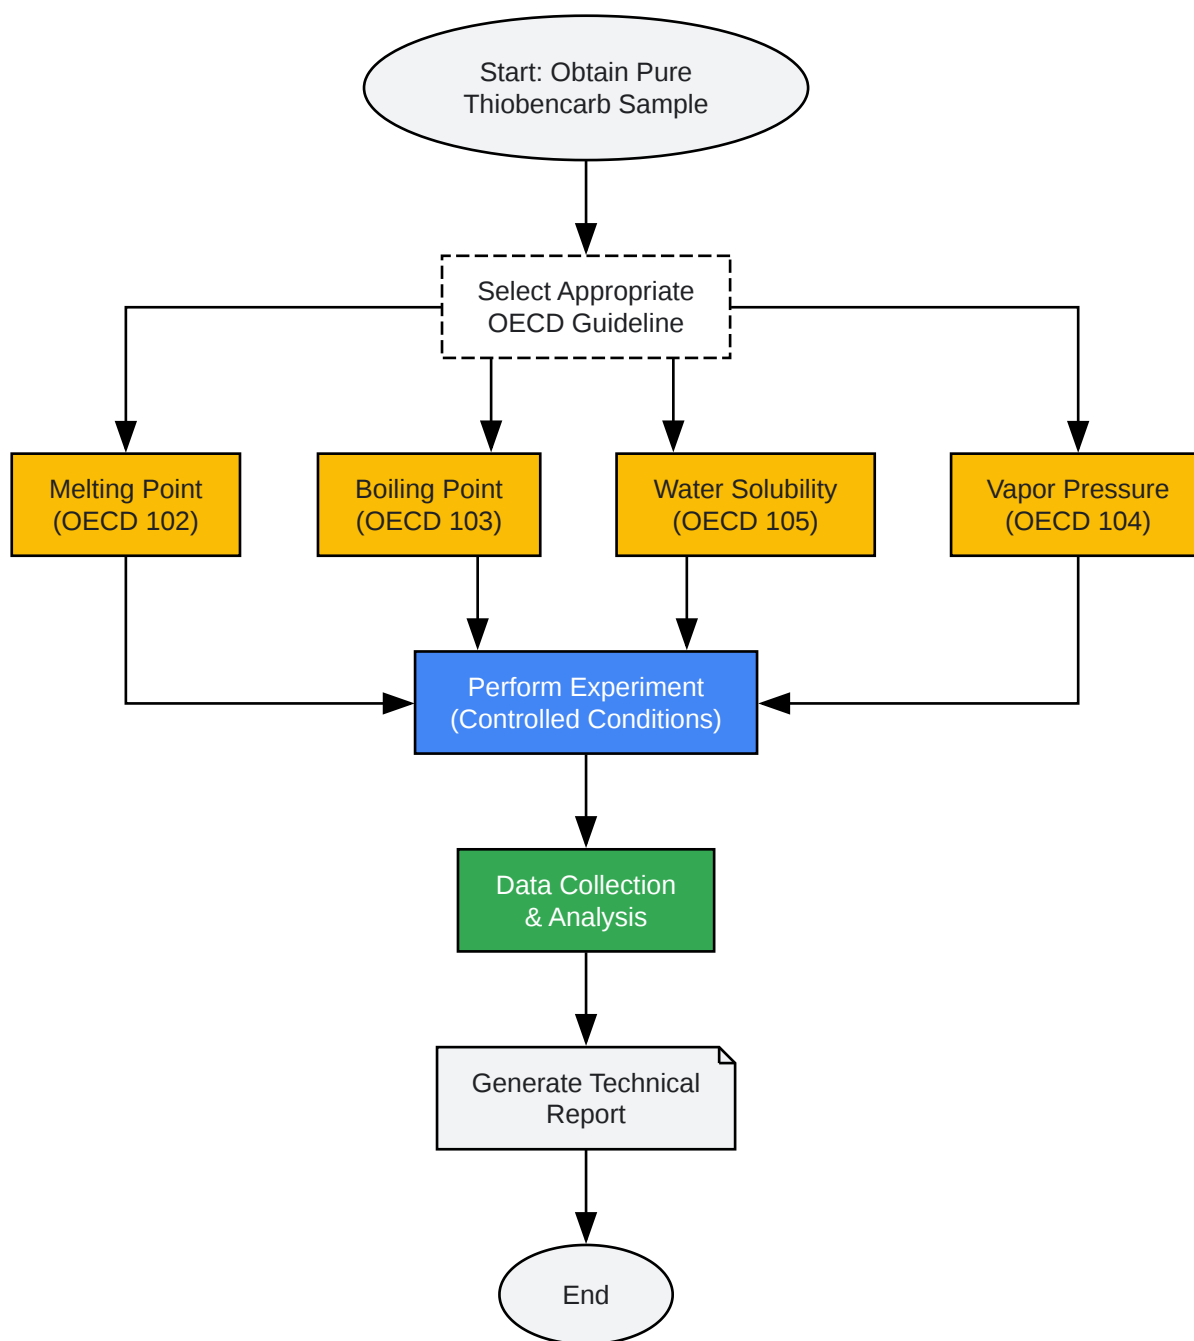 Start: Obtain Pure
Thiobencarb Sample
Select Appropriate
OECD Guideline
Melting Point
(OECD 102)
Boiling Point
(OECD 103)
Water Solubility
(OECD 105)
Vapor Pressure
(OECD 104)
Perform Experiment
(Controlled Conditions)
Data Collection
& Analysis
Generate Technical
Report
End